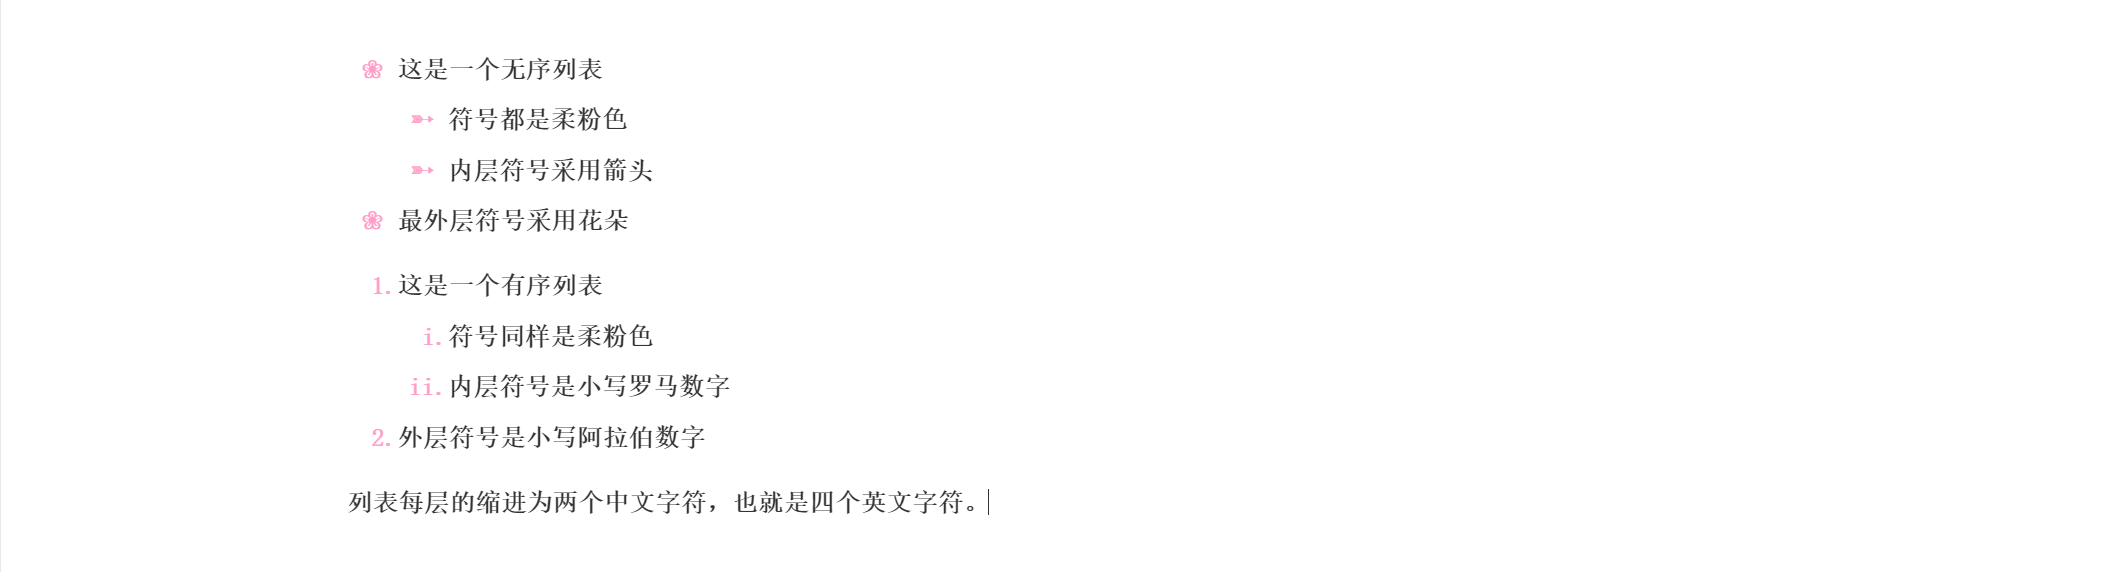 ❀ 这是一个无序列表
➼ 符号都是柔粉色
➼ 内层符号采用箭头
❀ 最外层符号采用花朵
1. 这是一个有序列表
i. 符号同样是柔粉色
ii. 内层符号是小写罗马数字
2. 外层符号是小写阿拉伯数字
列表每层的缩进为两个中文字符，也就是四个英文字符。